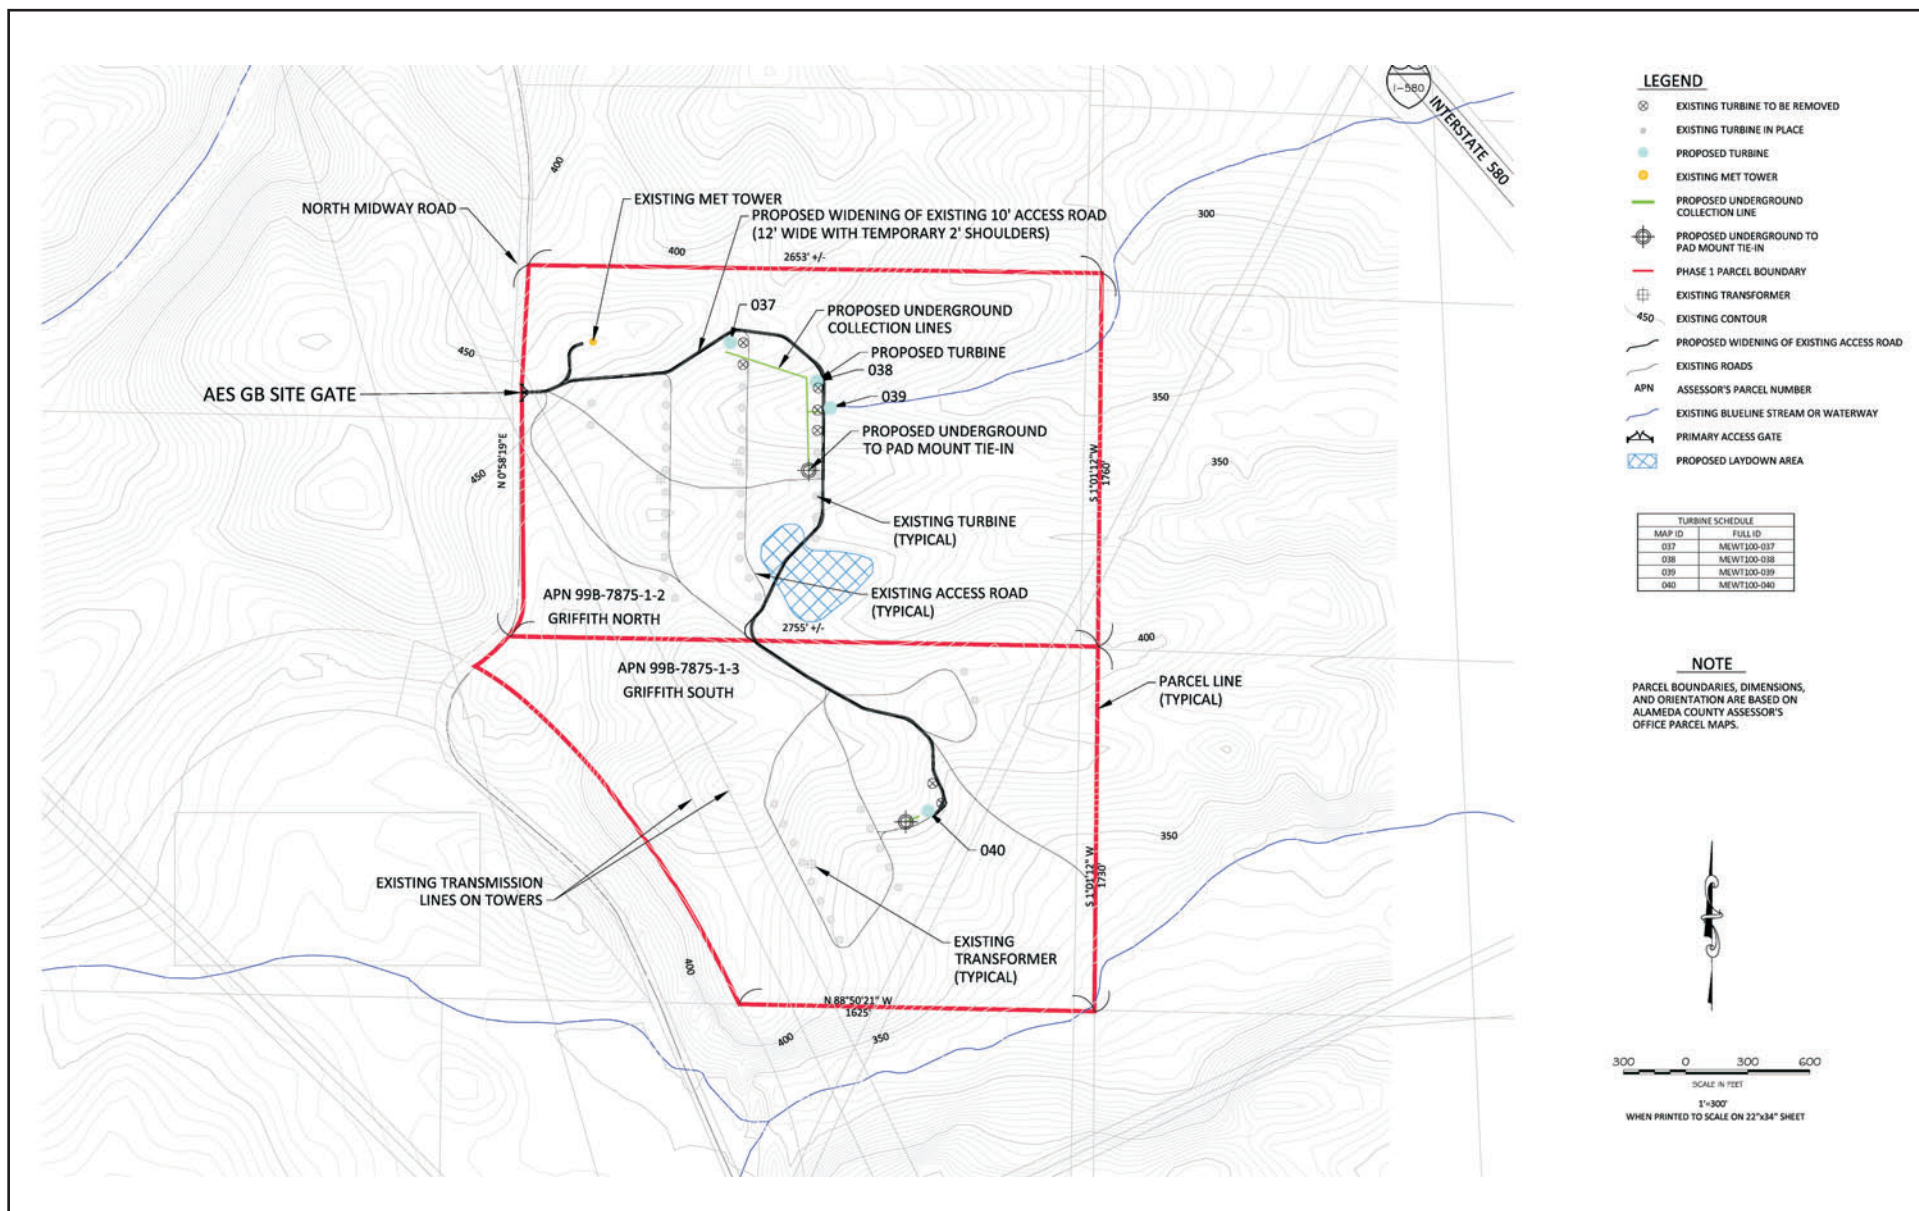 I-580
INTERSTATE 580
400
300
NORTH MIDWAY ROAD
EXISTING MET TOWER
PROPOSED WIDENING OF EXISTING 10' ACCESS ROAD
(12' WIDE WITH TEMPORARY 2' SHOULDERS)
400
2653' +/-
037
PROPOSED UNDERGROUND
COLLECTION LINES
450
PROPOSED TURBINE
038
AES GB SITE GATE
039
350
PROPOSED UNDERGROUND
TO PAD MOUNT TIE-IN
N 0°58'19"E
450
S 1°01'12"W
1760'
350
EXISTING TURBINE
(TYPICAL)
APN 99B-7875-1-2
GRIFFITH NORTH
EXISTING ACCESS ROAD
(TYPICAL)
2755' +/-
400
APN 99B-7875-1-3
GRIFFITH SOUTH
PARCEL LINE
(TYPICAL)
350
040
EXISTING TRANSMISSION
LINES ON TOWERS
S 1°01'12" W
1730'
EXISTING
TRANSFORMER
(TYPICAL)
400
N 88°50'21" W
1625'
400
350
LEGEND
EXISTING TURBINE TO BE REMOVED
EXISTING TURBINE IN PLACE
PROPOSED TURBINE
EXISTING MET TOWER
PROPOSED UNDERGROUND
COLLECTION LINE
PROPOSED UNDERGROUND TO
PAD MOUNT TIE-IN
PHASE 1 PARCEL BOUNDARY
EXISTING TRANSFORMER
450 EXISTING CONTOUR
PROPOSED WIDENING OF EXISTING ACCESS ROAD
EXISTING ROADS
APN ASSESSOR'S PARCEL NUMBER
EXISTING BLUELINE STREAM OR WATERWAY
PRIMARY ACCESS GATE
PROPOSED LAYDOWN AREA
TURBINE SCHEDULE
MAP ID FULL ID
037 MEWT100-037
038 MEWT100-038
039 MEWT100-039
040 MEWT100-040
NOTE
PARCEL BOUNDARIES, DIMENSIONS,
AND ORIENTATION ARE BASED ON
ALAMEDA COUNTY ASSESSOR'S
OFFICE PARCEL MAPS.
300 0 300 600
SCALE IN FEET
1'=300'
WHEN PRINTED TO SCALE ON 22"x34" SHEET